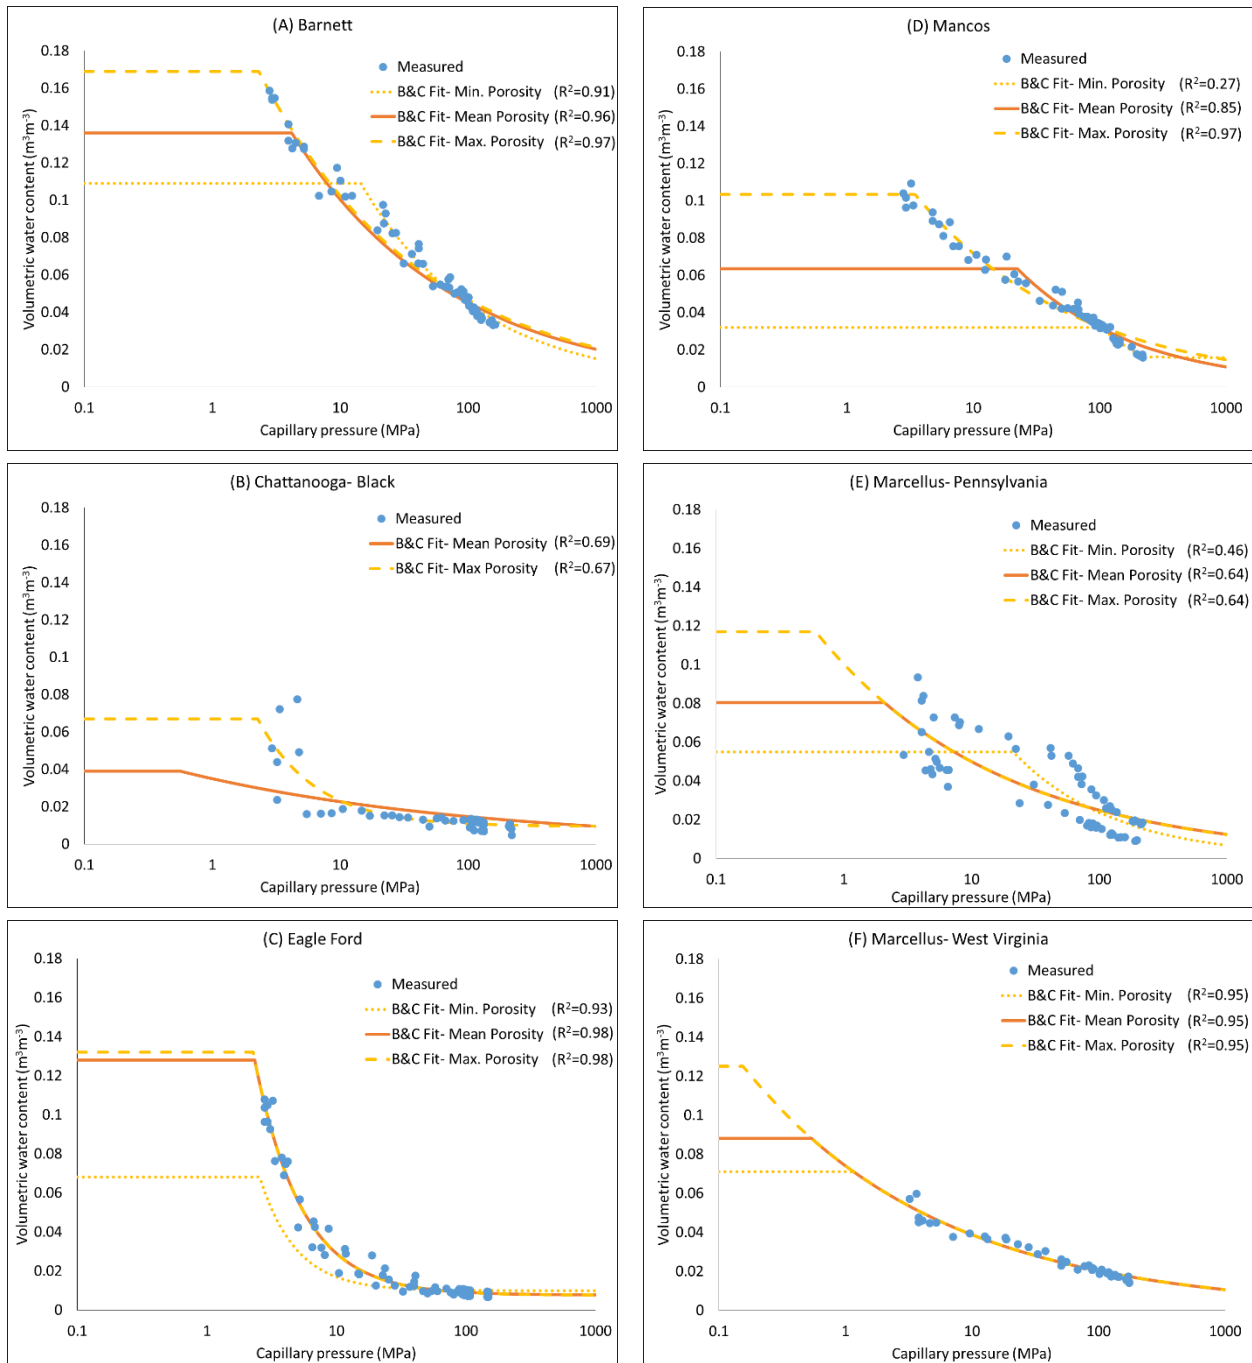 (A) Barnett
0.18
0.16
0.14
0.12
0.1
0.08
0.06
0.04
0.02
0
Volumetric water content (m³m⁻³)
Measured
B&C Fit- Min. Porosity (R²=0.91)
B&C Fit- Mean Porosity (R²=0.96)
B&C Fit- Max. Porosity (R²=0.97)
0.1 1 10 100 1000
Capillary pressure (MPa)
(D) Mancos
0.18
0.16
0.14
0.12
0.1
0.08
0.06
0.04
0.02
0
Volumetric water content (m³m⁻³)
Measured
B&C Fit- Min. Porosity (R²=0.27)
B&C Fit- Mean Porosity (R²=0.85)
B&C Fit- Max. Porosity (R²=0.97)
0.1 1 10 100 1000
Capillary pressure (MPa)
(B) Chattanooga- Black
0.18
0.16
0.14
0.12
0.1
0.08
0.06
0.04
0.02
0
Volumetric water content (m³m⁻³)
Measured
B&C Fit- Mean Porosity (R²=0.69)
B&C Fit- Max Porosity (R²=0.67)
0.1 1 10 100 1000
Capillary pressure (MPa)
(E) Marcellus- Pennsylvania
0.18
0.16
0.14
0.12
0.1
0.08
0.06
0.04
0.02
0
Volumetric water content (m³m⁻³)
Measured
B&C Fit- Min. Porosity (R²=0.46)
B&C Fit- Mean Porosity (R²=0.64)
B&C Fit- Max. Porosity (R²=0.64)
0.1 1 10 100 1000
Capillary pressure (MPa)
(C) Eagle Ford
0.18
0.16
0.14
0.12
0.1
0.08
0.06
0.04
0.02
0
Volumetric water content (m³m⁻³)
Measured
B&C Fit- Min. Porosity (R²=0.93)
B&C Fit- Mean Porosity (R²=0.98)
B&C Fit- Max. Porosity (R²=0.98)
0.1 1 10 100 1000
Capillary pressure (MPa)
(F) Marcellus- West Virginia
0.18
0.16
0.14
0.12
0.1
0.08
0.06
0.04
0.02
0
Volumetric water content (m³m⁻³)
Measured
B&C Fit- Min. Porosity (R²=0.95)
B&C Fit- Mean Porosity (R²=0.95)
B&C Fit- Max. Porosity (R²=0.95)
0.1 1 10 100 1000
Capillary pressure (MPa)